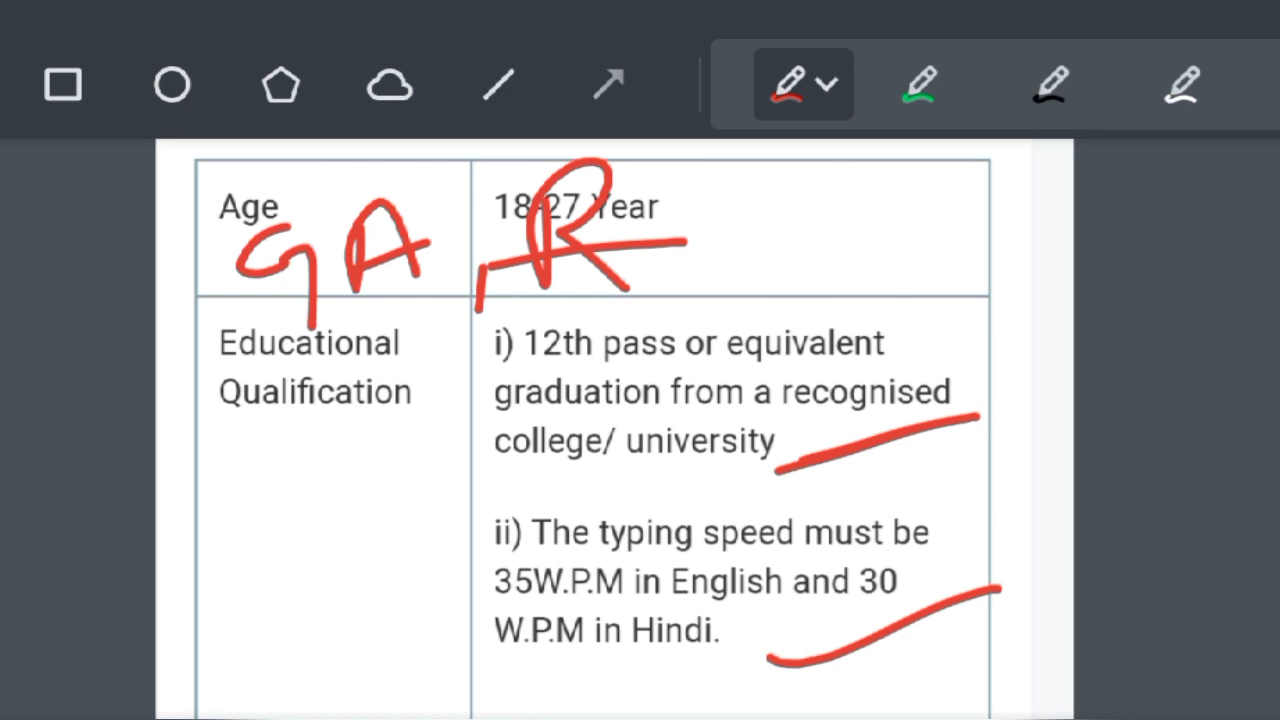 Age
18-27 Year
Educational
Qualification
i) 12th pass or equivalent
graduation from a recognised
college/ university
ii) The typing speed must be
35W.P.M in English and 30
W.P.M in Hindi.